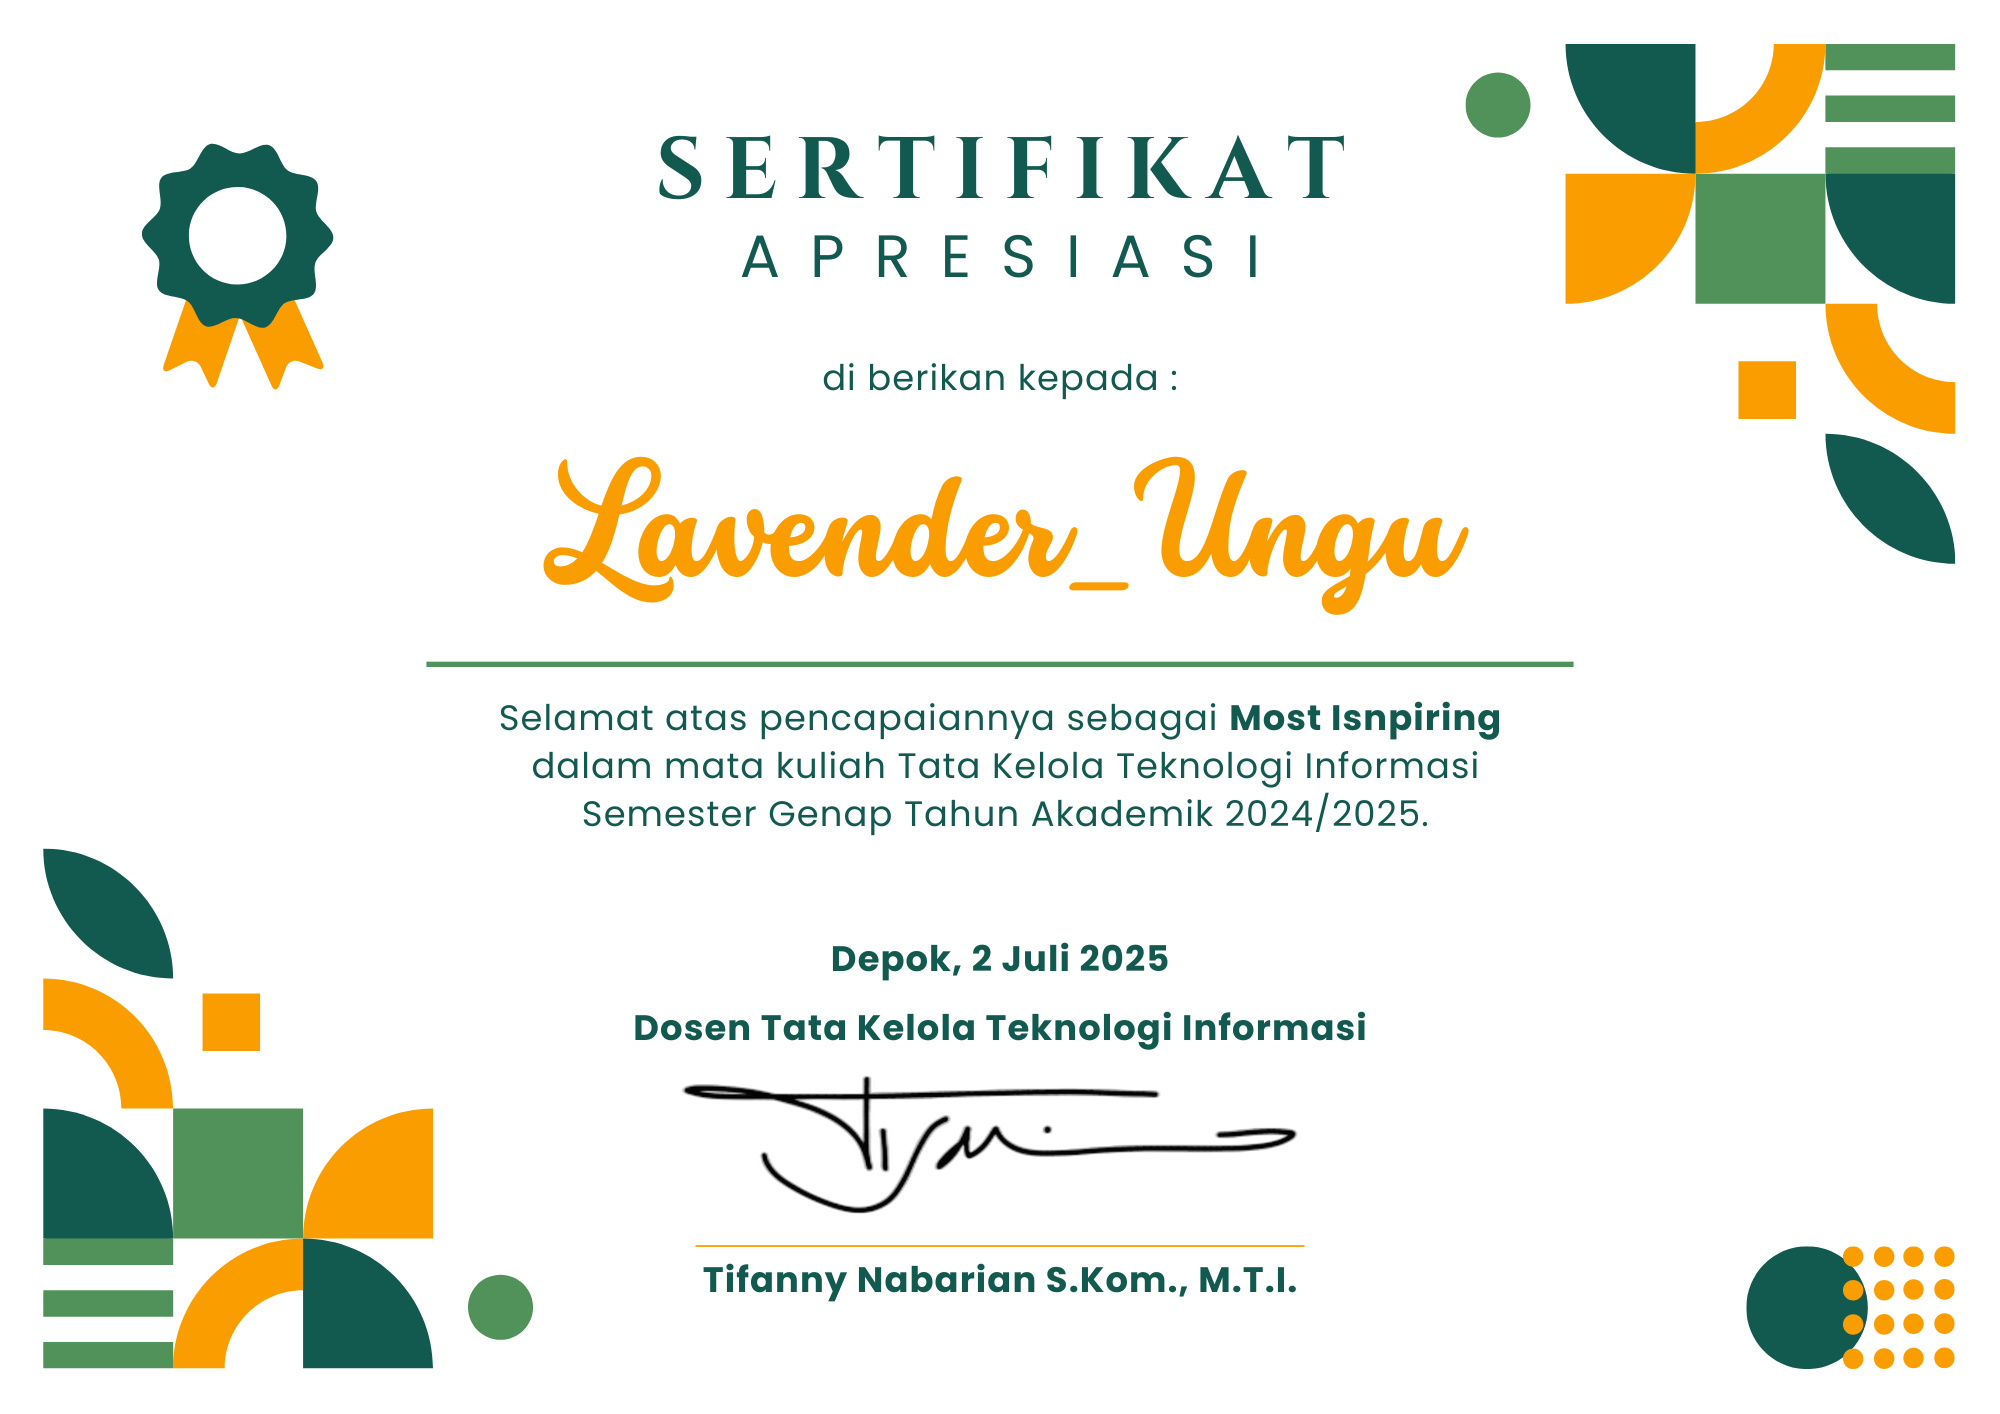 SERTIFIKAT
APRESIASI
di berikan kepada :
Lavender_Ungu
Selamat atas pencapaiannya sebagai Most Isnpiring
dalam mata kuliah Tata Kelola Teknologi Informasi
Semester Genap Tahun Akademik 2024/2025.
Depok, 2 Juli 2025
Dosen Tata Kelola Teknologi Informasi
Tifanny Nabarian S.Kom., M.T.I.